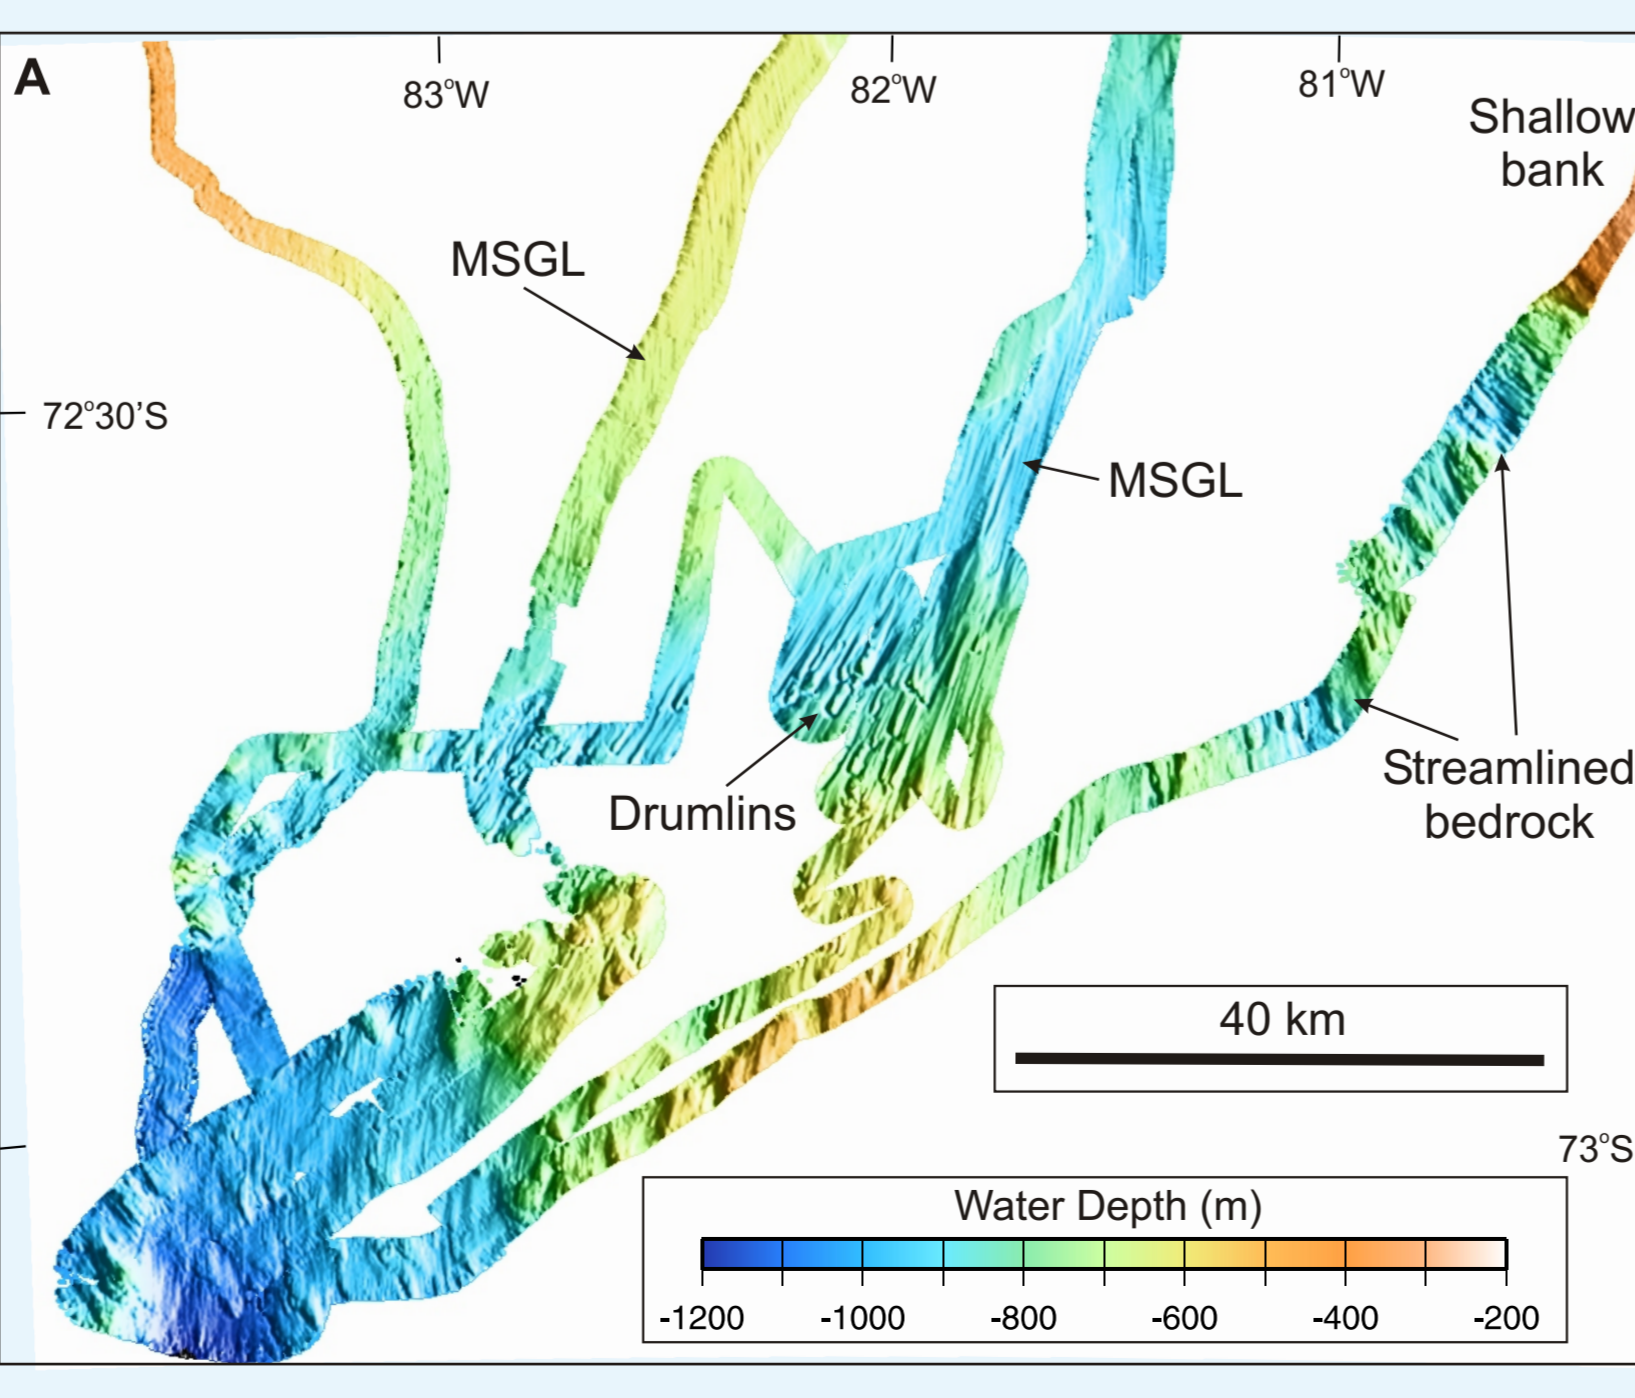 A
83°W
82°W
81°W
Shallow
bank
MSGL
72°30'S
MSGL
Drumlins
Streamlined
bedrock
40 km
73°S
Water Depth (m)
-1200 -1000 -800 -600 -400 -200